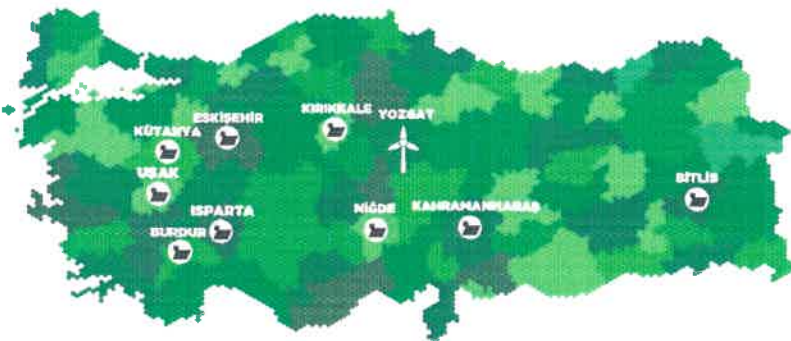 KIRIKKALE
YOZGAT
ESKİŞEHİR
KÜTAHYA
BİTLİS
UŞAK
ISPARTA
NİĞDE
KAHRAMANMARAŞ
BURDUR